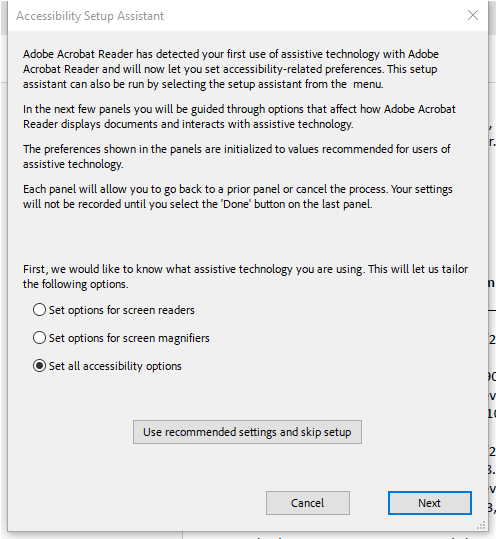 Accessibility Setup Assistant
Adobe Acrobat Reader has detected your first use of assistive technology with Adobe
Acrobat Reader and will now let you set accessibility-related preferences. This setup
assistant can also be run by selecting the setup assistant from the  menu.
In the next few panels you will be guided through options that affect how Adobe Acrobat
Reader displays documents and interacts with assistive technology.
The preferences shown in the panels are initialized to values recommended for users of
assistive technology.
Each panel will allow you to go back to a prior panel or cancel the process. Your settings
will not be recorded until you select the 'Done' button on the last panel.
First, we would like to know what assistive technology you are using. This will let us tailor
the following options.
Set options for screen readers
Set options for screen magnifiers
Set all accessibility options
Use recommended settings and skip setup
Cancel
Next